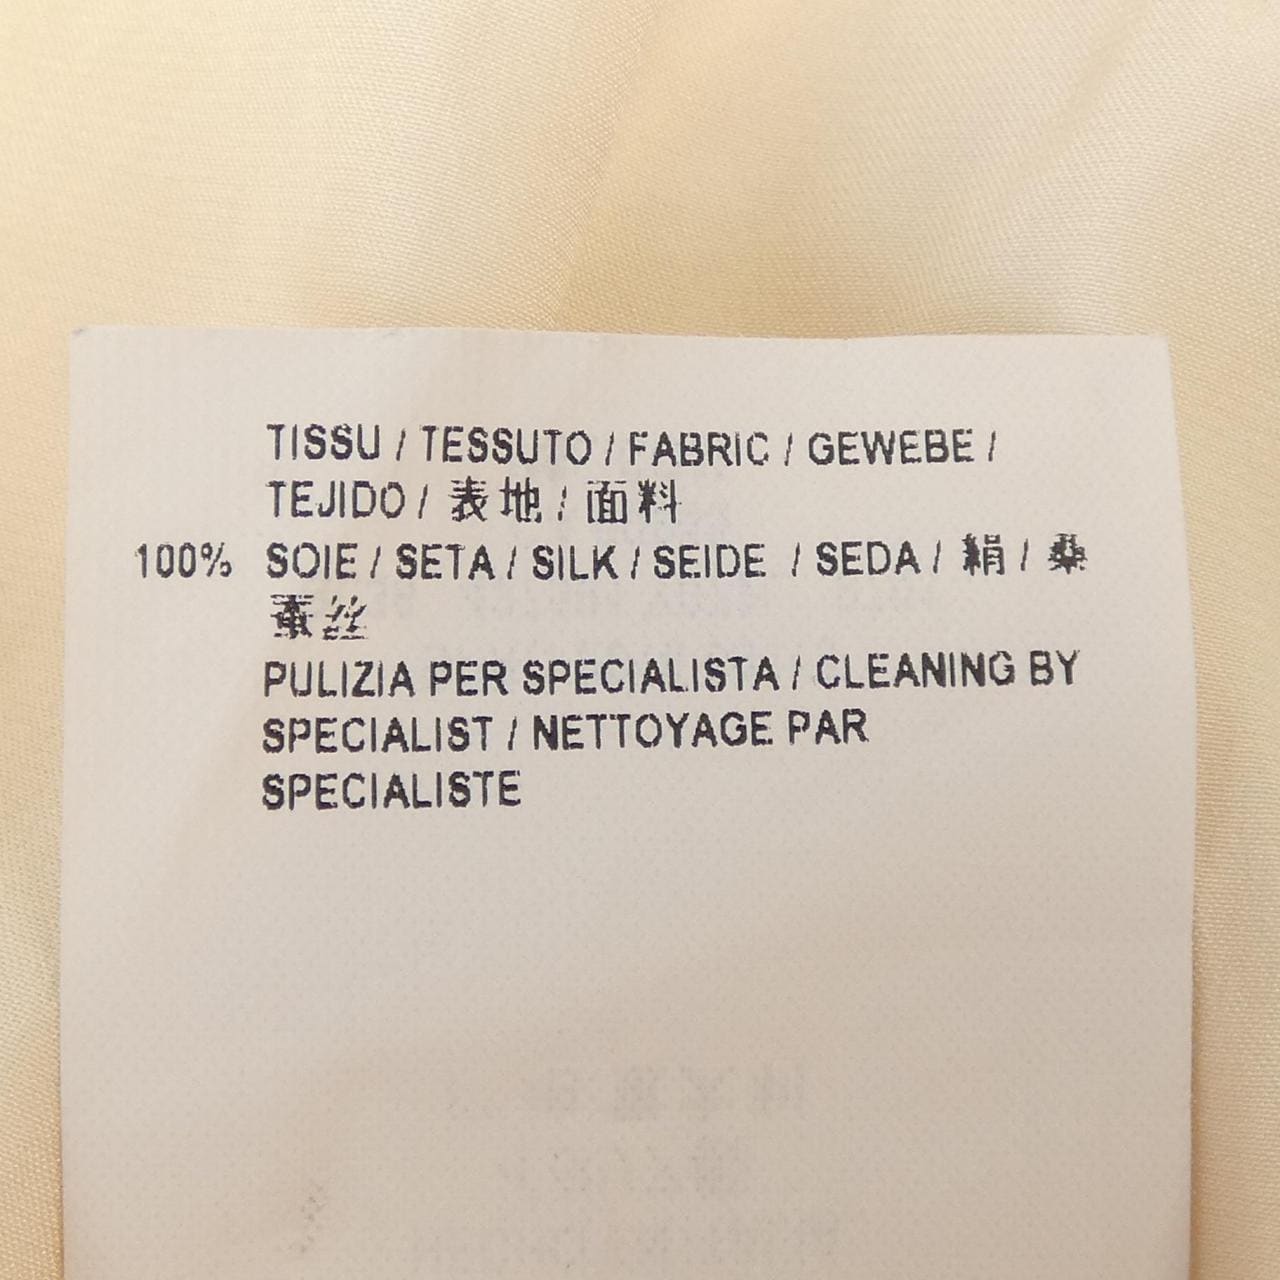 TISSU / TESSUTO / FABRIC / GEWEBE /
TEJIDO / 表地 / 面料
100% SOIE / SETA / SILK / SEIDE / SEDA / 絹 / 桑
蚕丝
PULIZIA PER SPECIALISTA / CLEANING BY
SPECIALIST / NETTOYAGE PAR
SPECIALISTE